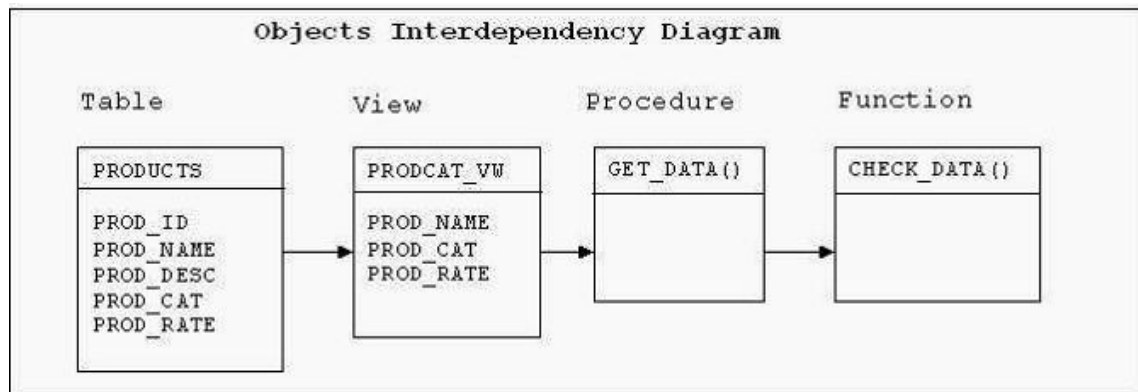 Objects Interdependency Diagram
Table
View
Procedure
Function
PRODUCTS
PROD_ID
PROD_NAME
PROD_DESC
PROD_CAT
PROD_RATE
PRODCAT_VW
PROD_NAME
PROD_CAT
PROD_RATE
GET_DATA()
CHECK_DATA()